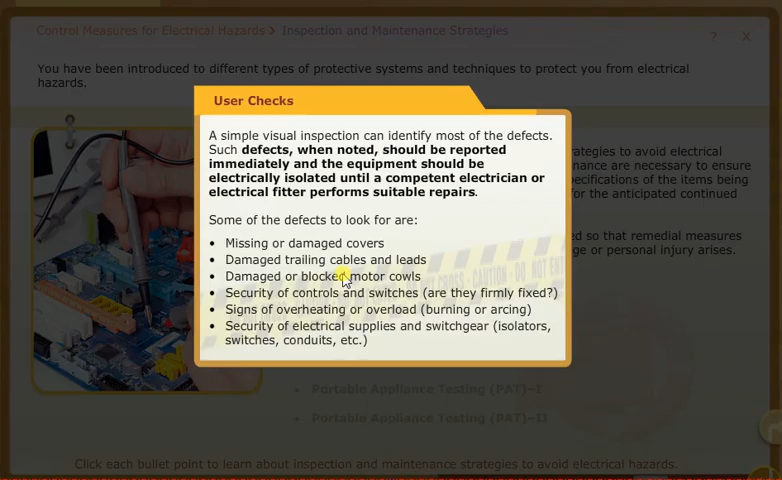 Control Measures for Electrical Hazards > Inspection and Maintenance Strategies
? X
You have been introduced to different types of protective systems and techniques to protect you from electrical
hazards.
User Checks
A simple visual inspection can identify most of the defects.
Such defects, when noted, should be reported
immediately and the equipment should be
electrically isolated until a competent electrician or
electrical fitter performs suitable repairs.
Some of the defects to look for are:
• Missing or damaged covers
• Damaged trailing cables and leads
• Damaged or blocked motor cowls
• Security of controls and switches (are they firmly fixed?)
• Signs of overheating or overload (burning or arcing)
• Security of electrical supplies and switchgear (isolators,
switches, conduits, etc.)
to avoid electrical
are necessary to ensure
of the items being
for the anticipated continued
so that remedial measures
or personal injury arises.
• Portable Appliance Testing (PAT)–I
• Portable Appliance Testing (PAT)–II
Click each bullet point to learn about inspection and maintenance strategies to avoid electrical hazards.